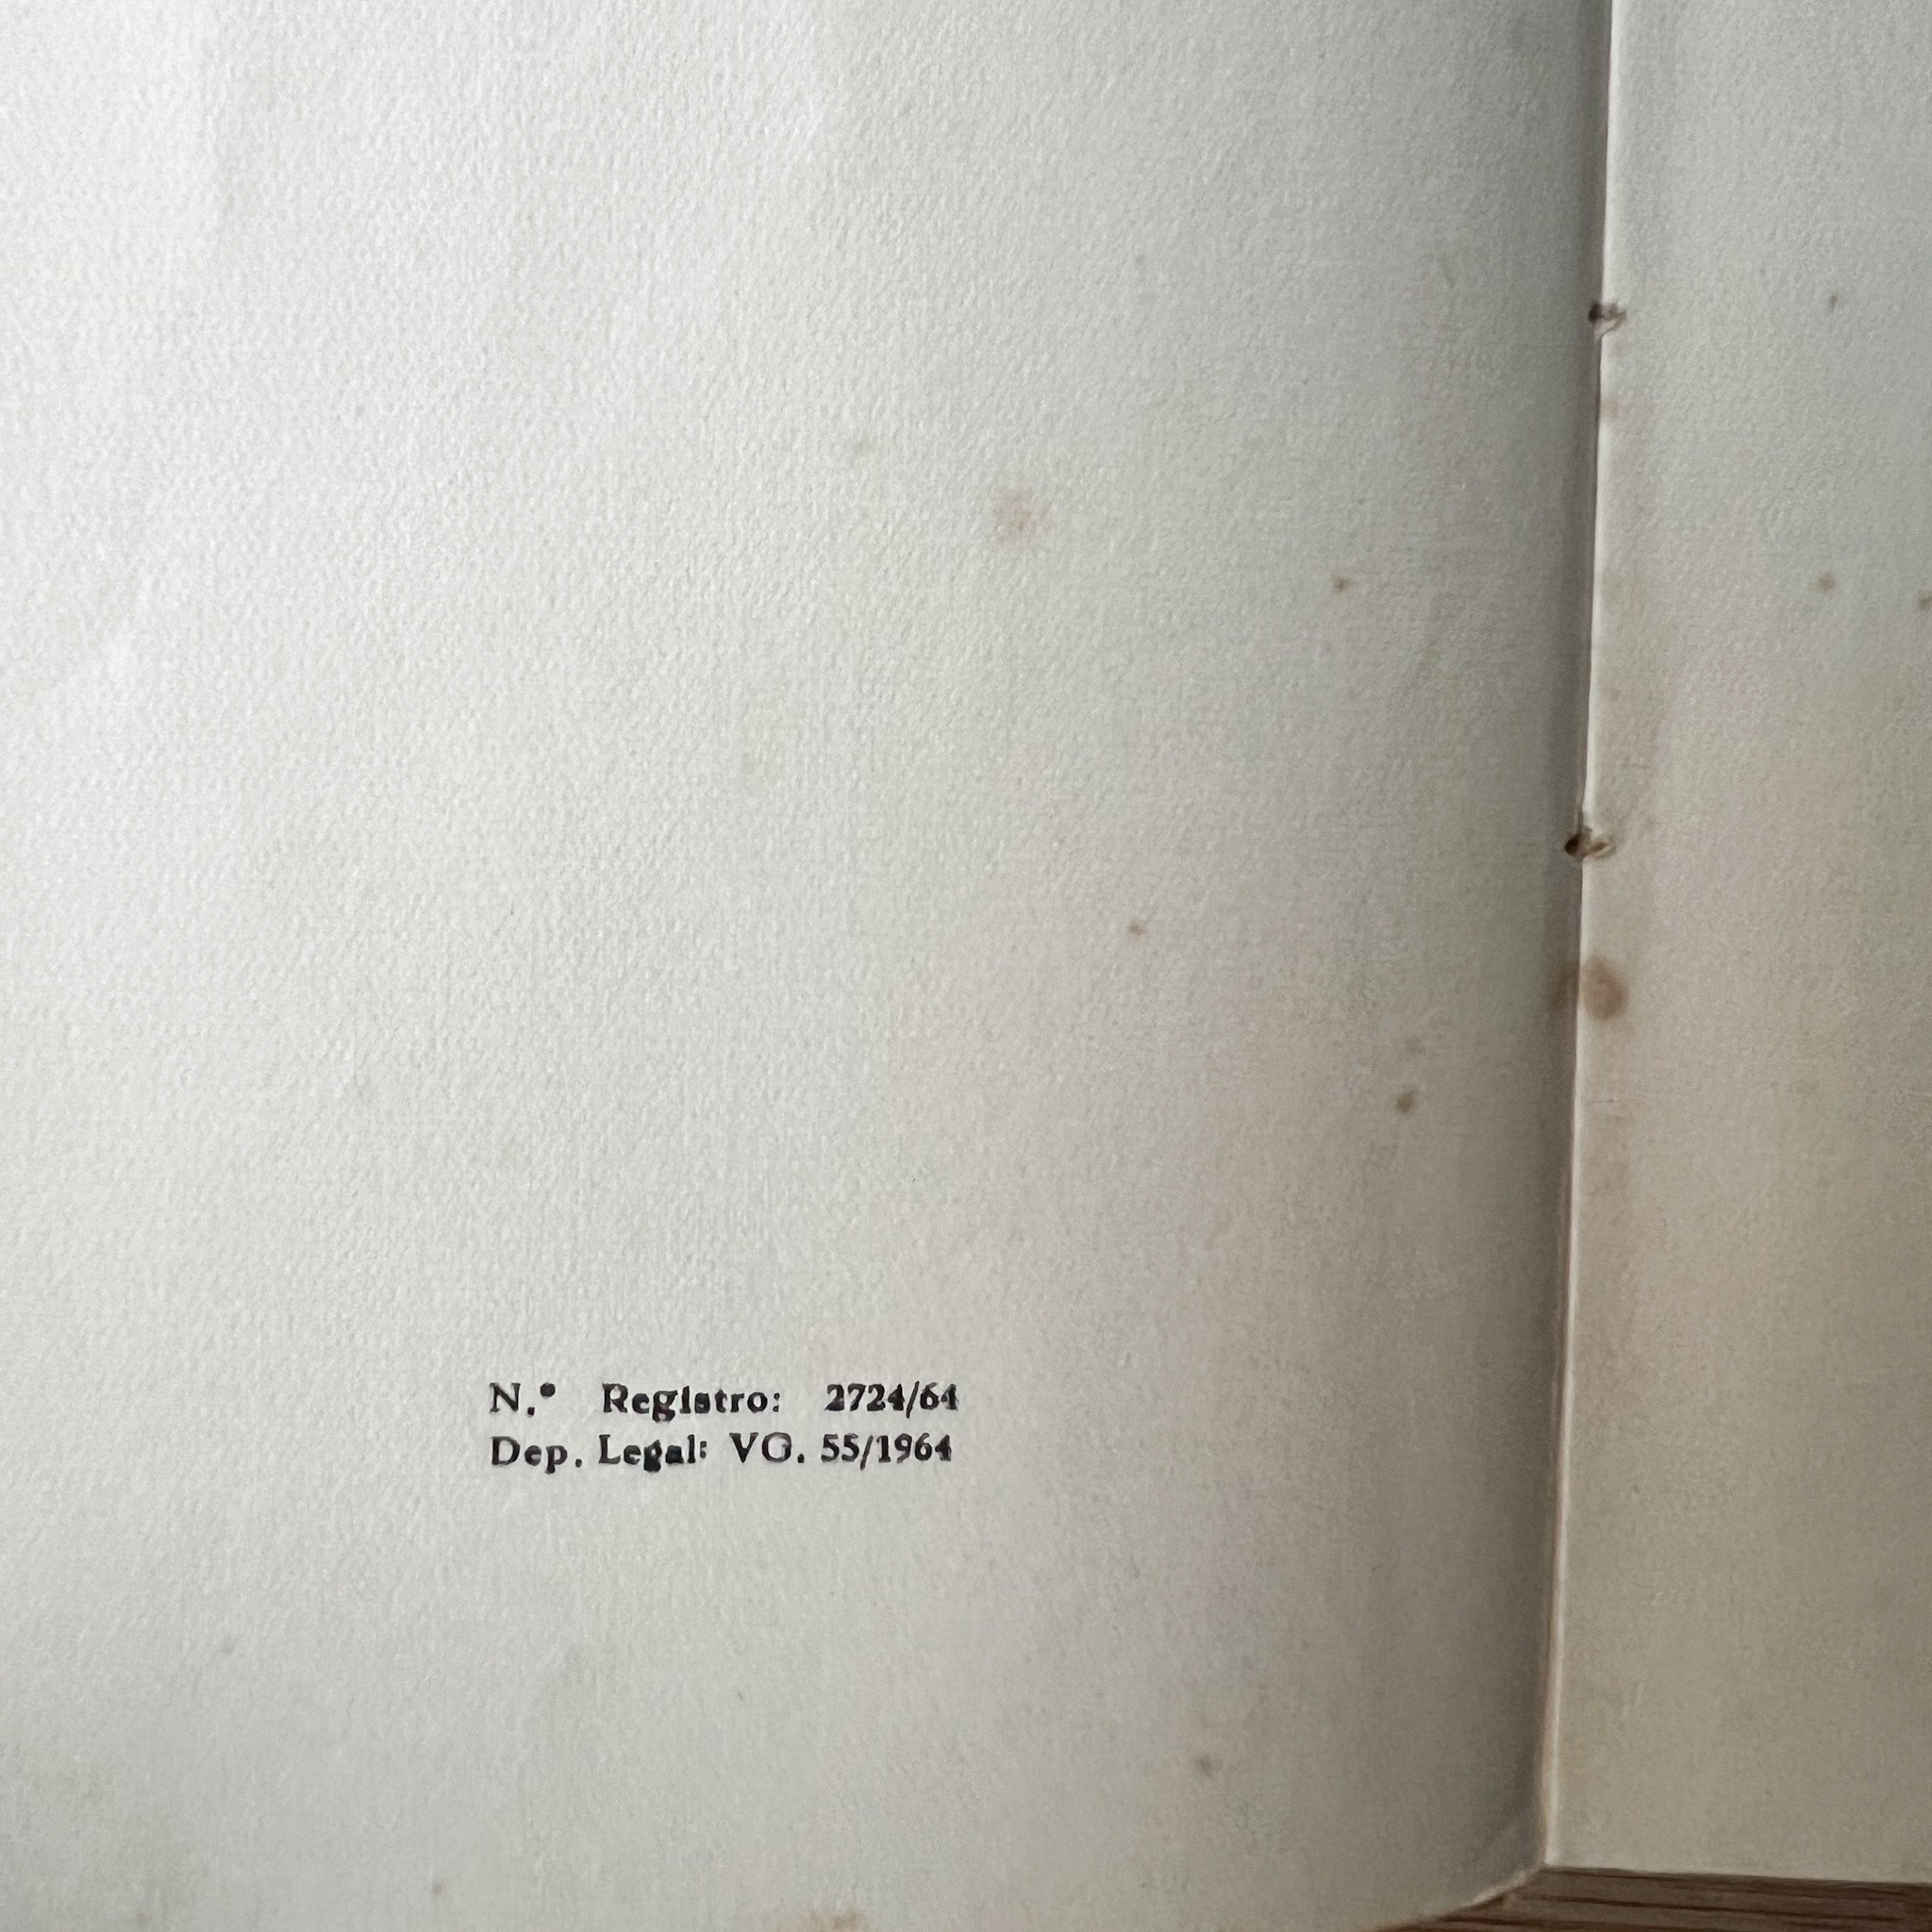 N.º Registro: 2724/64
Dep. Legal: VG. 55/1964